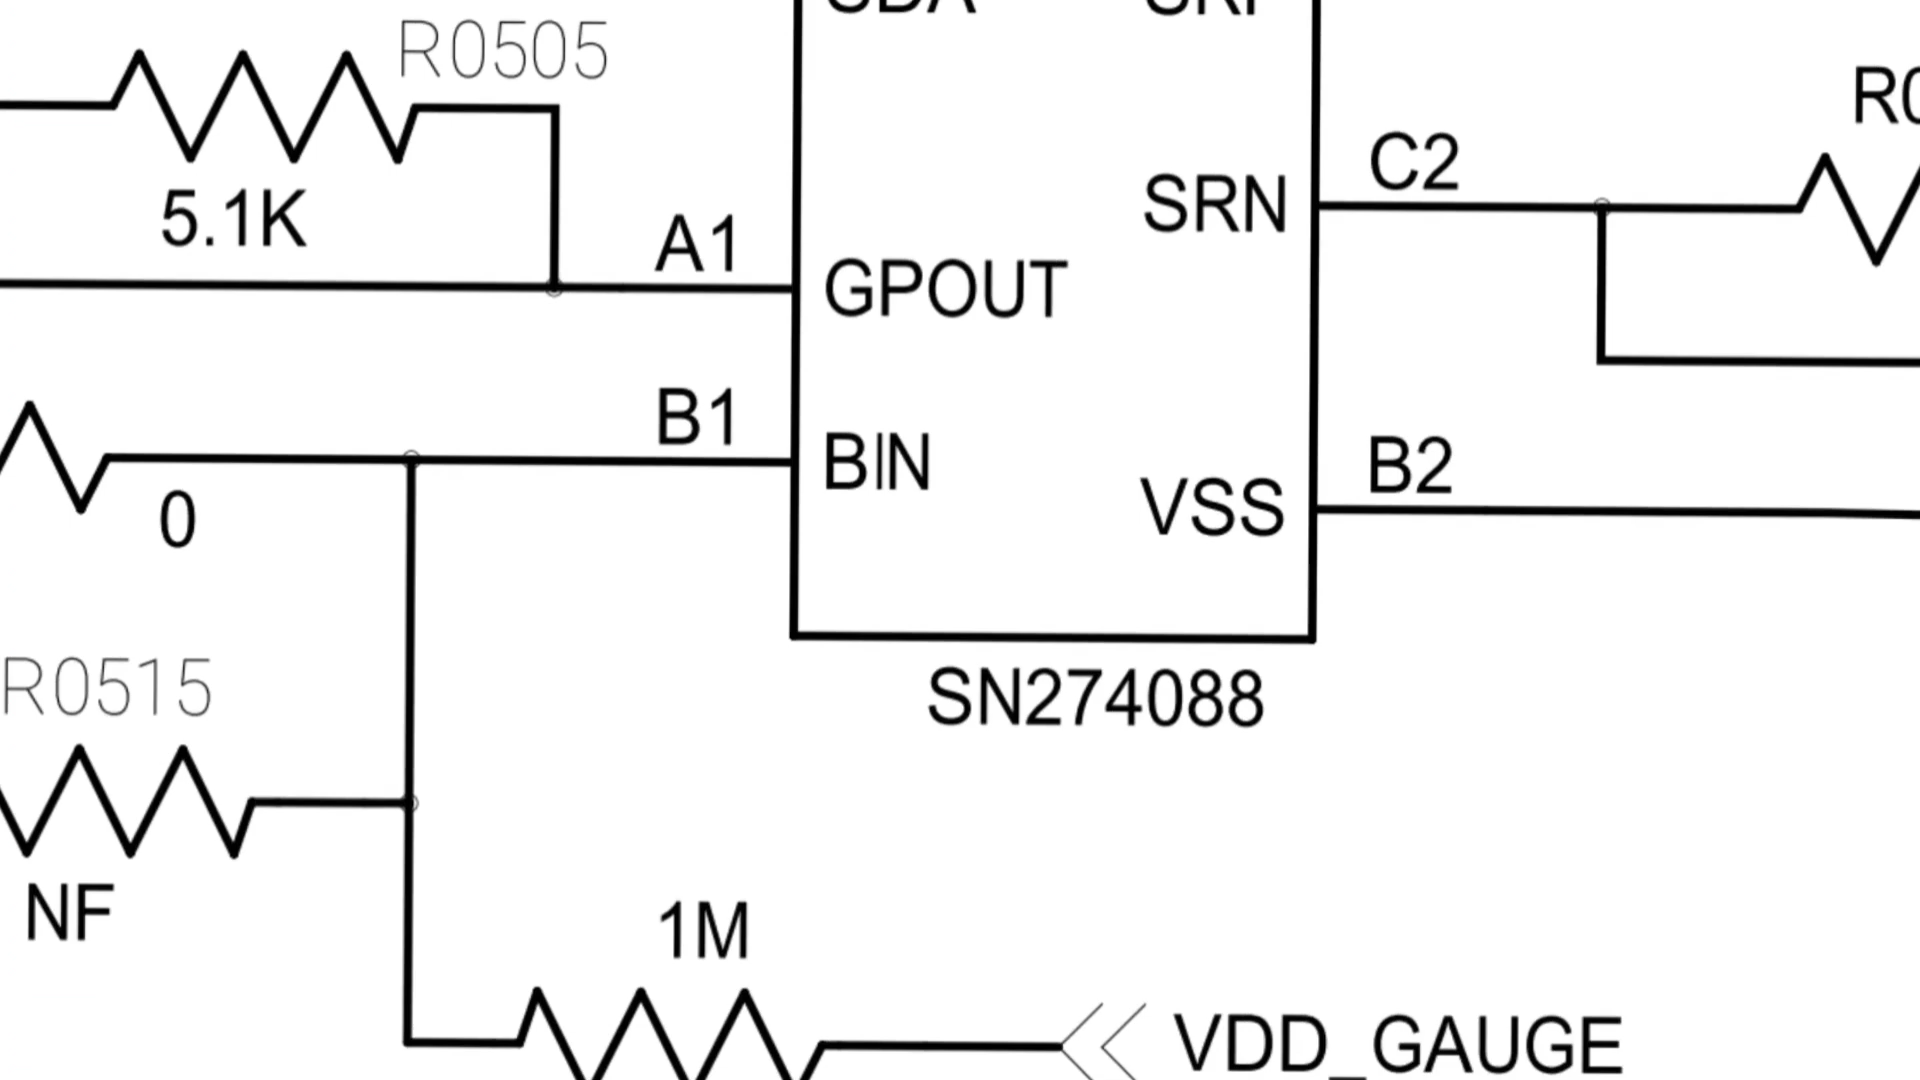 R0505
5.1K
A1
GPOUT
SRN
C2
B1
BIN
0
VSS
B2
SN274088
R0515
NF
1M
VDD_GAUGE